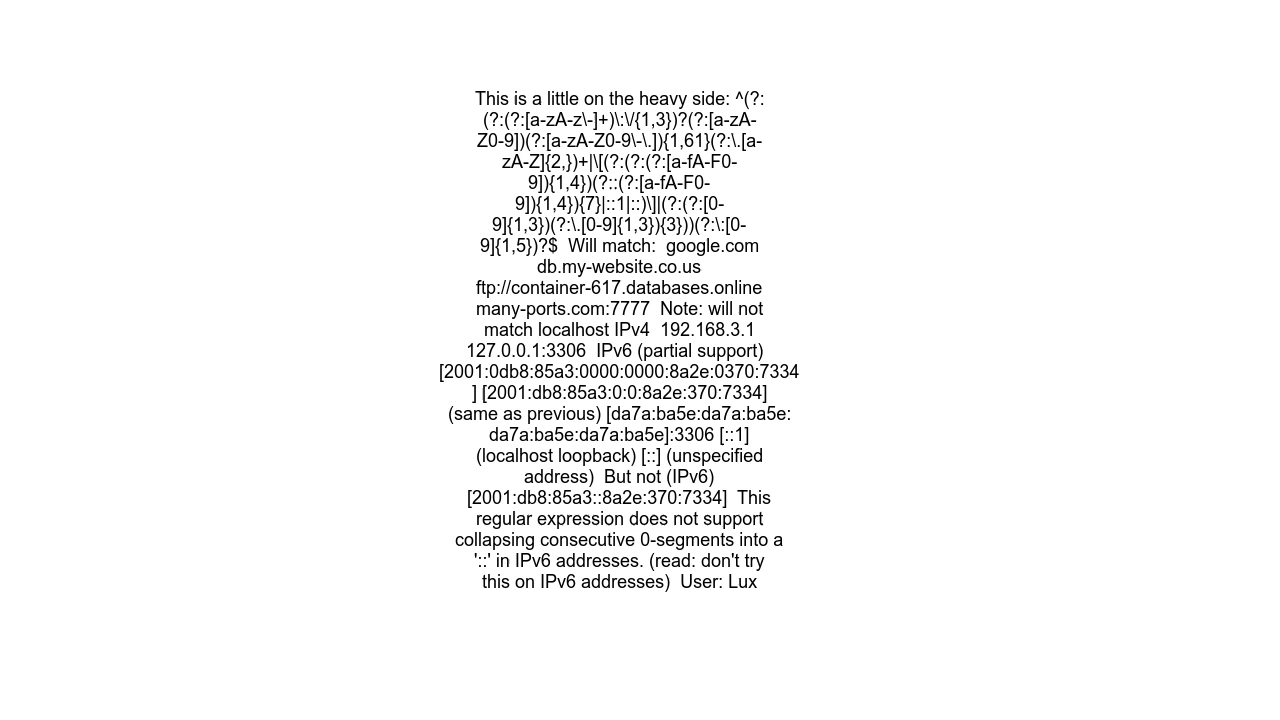 This is a little on the heavy side: ^(?:
(?:(?:[a-zA-z\-]+)\:\/{1,3})?(?:[a-zA-
Z0-9])(?:[a-zA-Z0-9\-\.]){1,61}(?:\.[a-
zA-Z]{2,})+|\[(?:(?:(?:[a-fA-F0-
9]){1,4})(?::(?:[a-fA-F0-
9]){1,4}){7}|::1|::)\]|(?:(?:[0-
9]{1,3})(?:\.[0-9]{1,3}){3}))(?:\:[0-
9]{1,5})?$  Will match:  google.com
db.my-website.co.us
ftp://container-617.databases.online
many-ports.com:7777  Note: will not
match localhost IPv4  192.168.3.1
127.0.0.1:3306  IPv6 (partial support)
[2001:0db8:85a3:0000:0000:8a2e:0370:7334
] [2001:db8:85a3:0:0:8a2e:370:7334]
(same as previous) [da7a:ba5e:da7a:ba5e:
da7a:ba5e:da7a:ba5e]:3306 [::1]
(localhost loopback) [::] (unspecified
address)  But not (IPv6)
[2001:db8:85a3::8a2e:370:7334]  This
regular expression does not support
collapsing consecutive 0-segments into a
'::' in IPv6 addresses. (read: don't try
this on IPv6 addresses)  User: Lux